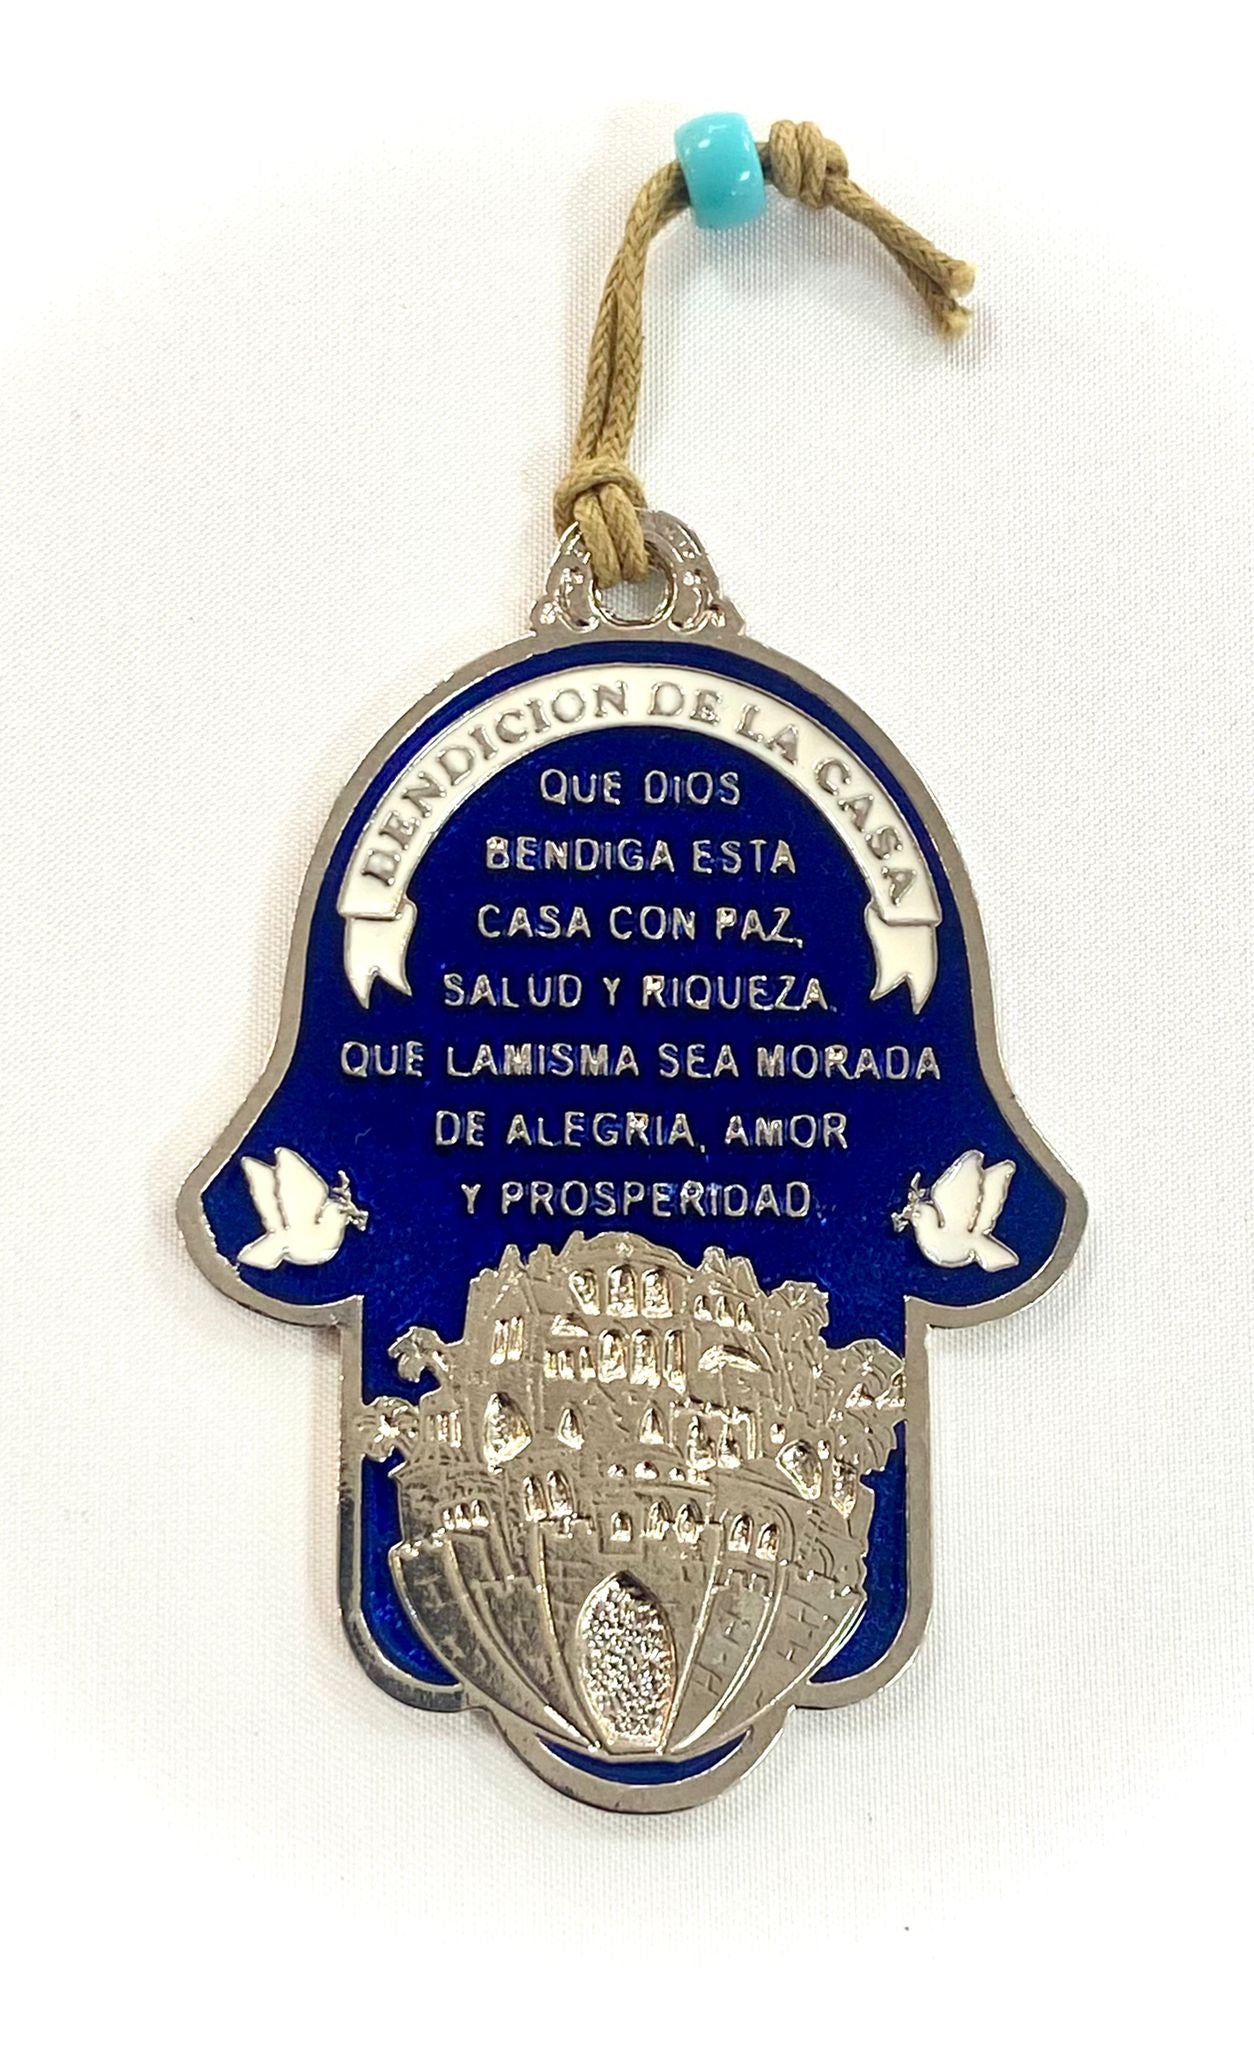 BENDICION DE LA CASA
QUE DIOS
BENDIGA ESTA
CASA CON PAZ,
SALUD Y RIQUEZA.
QUE LAMISMA SEA MORADA
DE ALEGRIA, AMOR
Y PROSPERIDAD